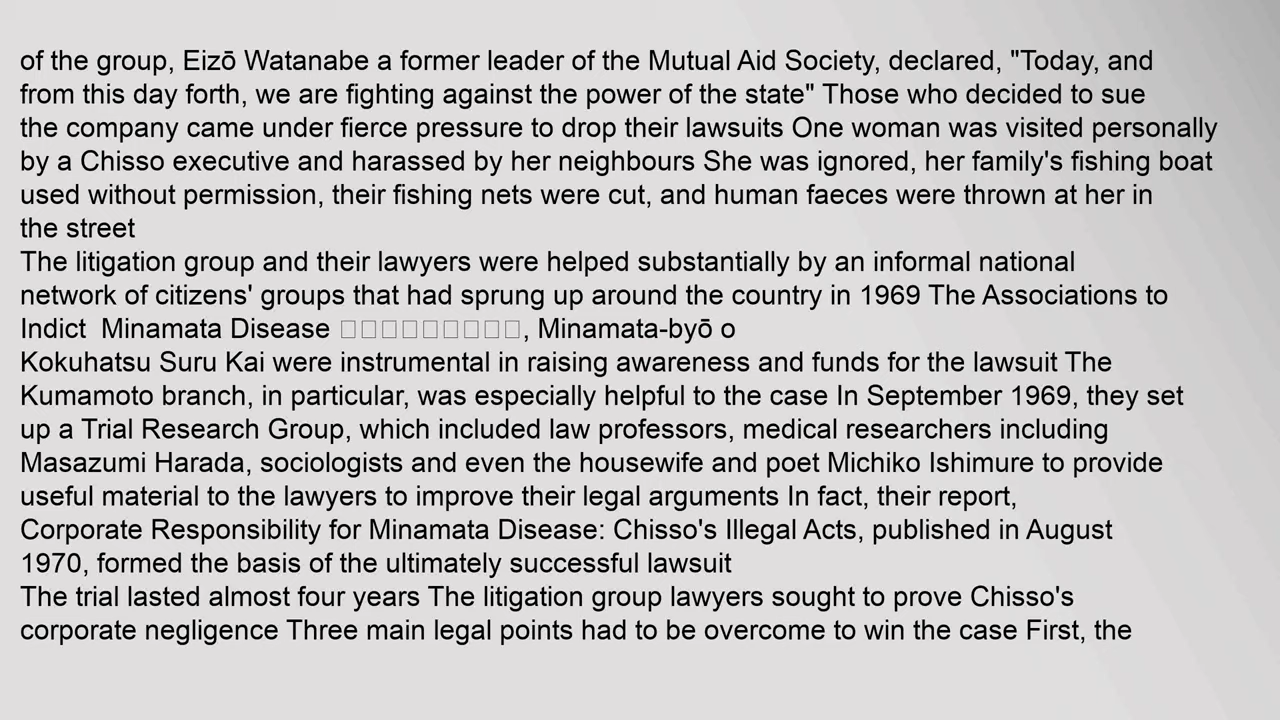 of the group, Eizō Watanabe a former leader of the Mutual Aid Society, declared, "Today, and
from this day forth, we are fighting against the power of the state" Those who decided to sue
the company came under fierce pressure to drop their lawsuits One woman was visited personally
by a Chisso executive and harassed by her neighbours She was ignored, her family's fishing boat
used without permission, their fishing nets were cut, and human faeces were thrown at her in
the street
The litigation group and their lawyers were helped substantially by an informal national
network of citizens' groups that had sprung up around the country in 1969 The Associations to
Indict  Minamata Disease □□□□□□□□□, Minamata-byō o
Kokuhatsu Suru Kai were instrumental in raising awareness and funds for the lawsuit The
Kumamoto branch, in particular, was especially helpful to the case In September 1969, they set
up a Trial Research Group, which included law professors, medical researchers including
Masazumi Harada, sociologists and even the housewife and poet Michiko Ishimure to provide
useful material to the lawyers to improve their legal arguments In fact, their report,
Corporate Responsibility for Minamata Disease: Chisso's Illegal Acts, published in August
1970, formed the basis of the ultimately successful lawsuit
The trial lasted almost four years The litigation group lawyers sought to prove Chisso's
corporate negligence Three main legal points had to be overcome to win the case First, the